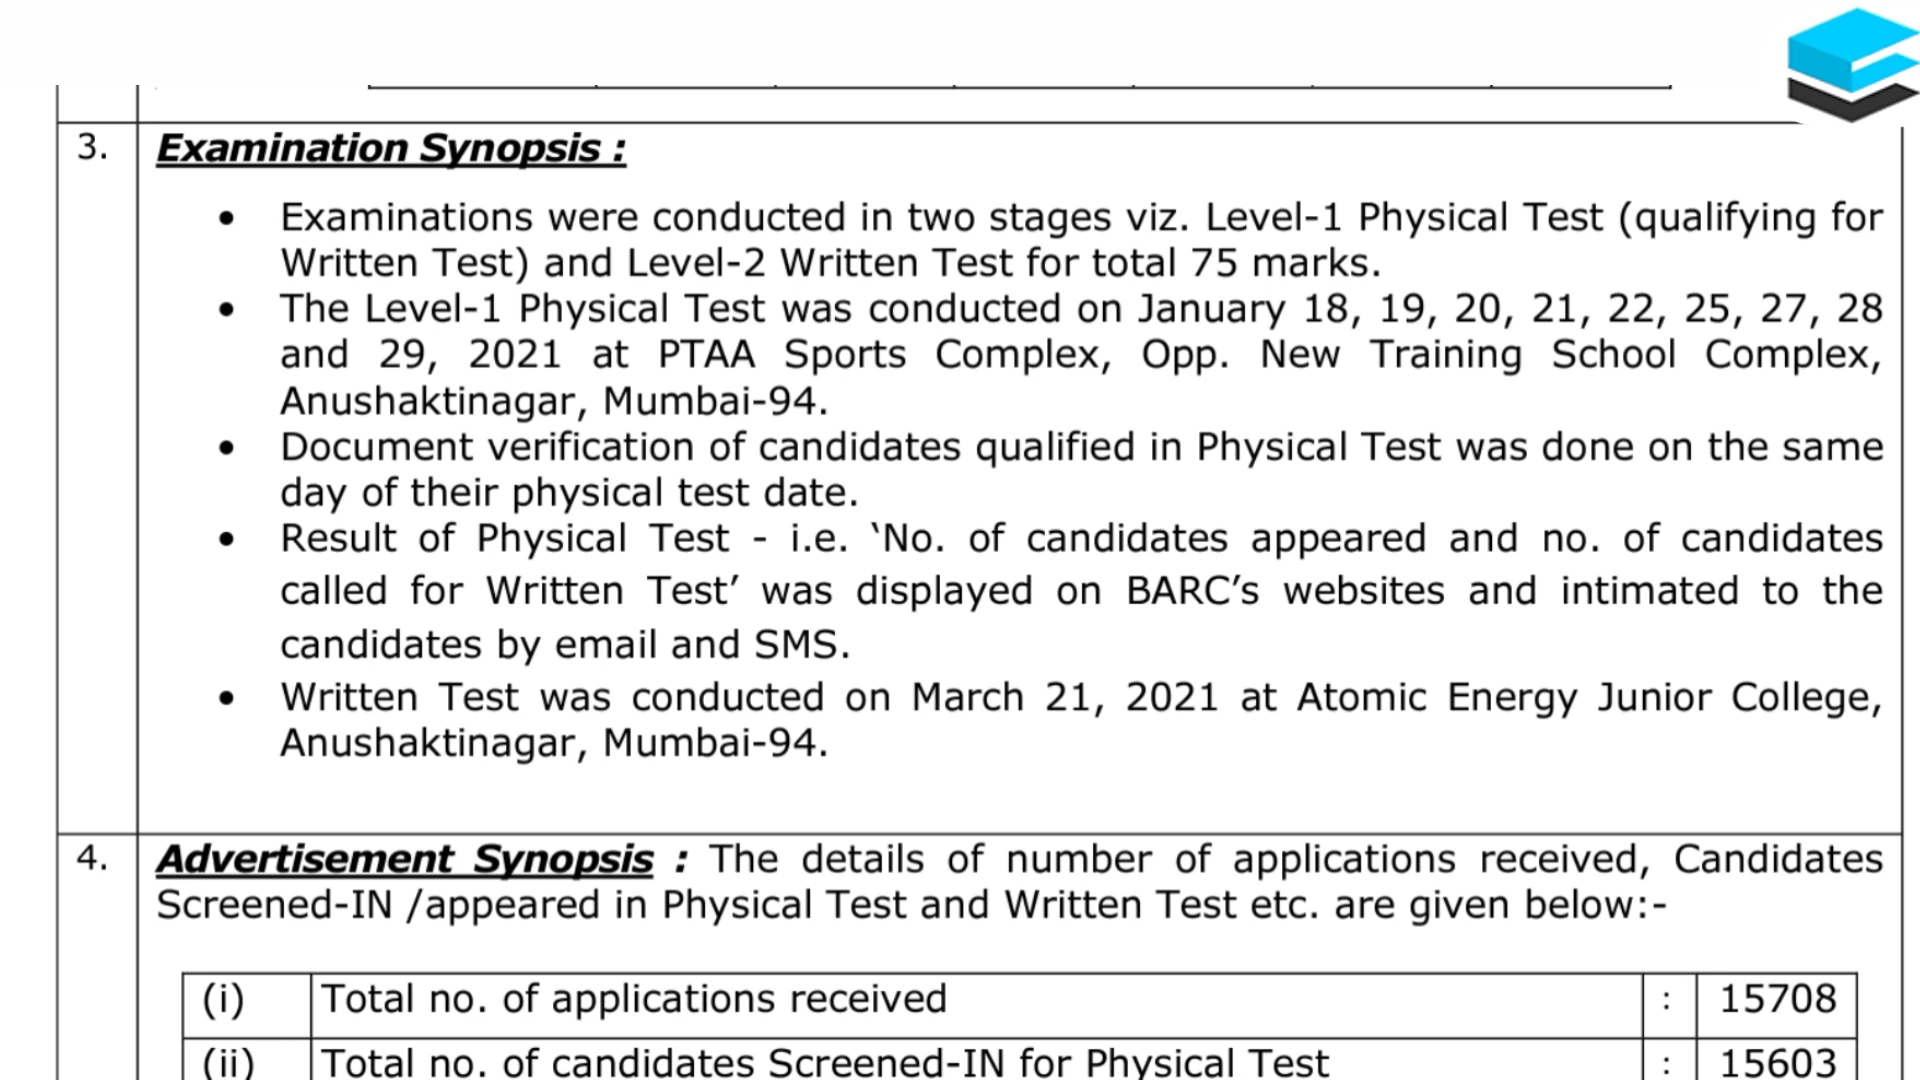 3.
Examination Synopsis :
• Examinations were conducted in two stages viz. Level-1 Physical Test (qualifying for
Written Test) and Level-2 Written Test for total 75 marks.
• The Level-1 Physical Test was conducted on January 18, 19, 20, 21, 22, 25, 27, 28
and 29, 2021 at PTAA Sports Complex, Opp. New Training School Complex,
Anushaktinagar, Mumbai-94.
• Document verification of candidates qualified in Physical Test was done on the same
day of their physical test date.
• Result of Physical Test - i.e. ‘No. of candidates appeared and no. of candidates
called for Written Test’ was displayed on BARC’s websites and intimated to the
candidates by email and SMS.
• Written Test was conducted on March 21, 2021 at Atomic Energy Junior College,
Anushaktinagar, Mumbai-94.
4.
Advertisement Synopsis : The details of number of applications received, Candidates
Screened-IN /appeared in Physical Test and Written Test etc. are given below:-
(i) Total no. of applications received : 15708
(ii) Total no. of candidates Screened-IN for Physical Test : 15603